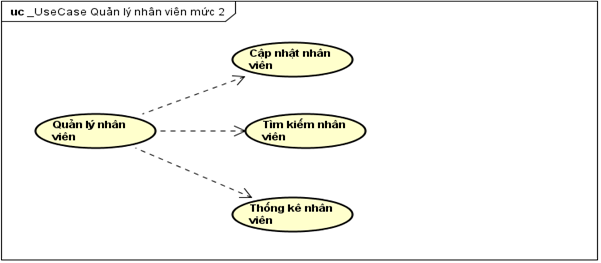 uc _UseCase Quản lý nhân viên mức 2
Cập nhật nhân
viên
Quản lý nhân
viên
Tìm kiếm nhân
viên
Thống kê nhân
viên